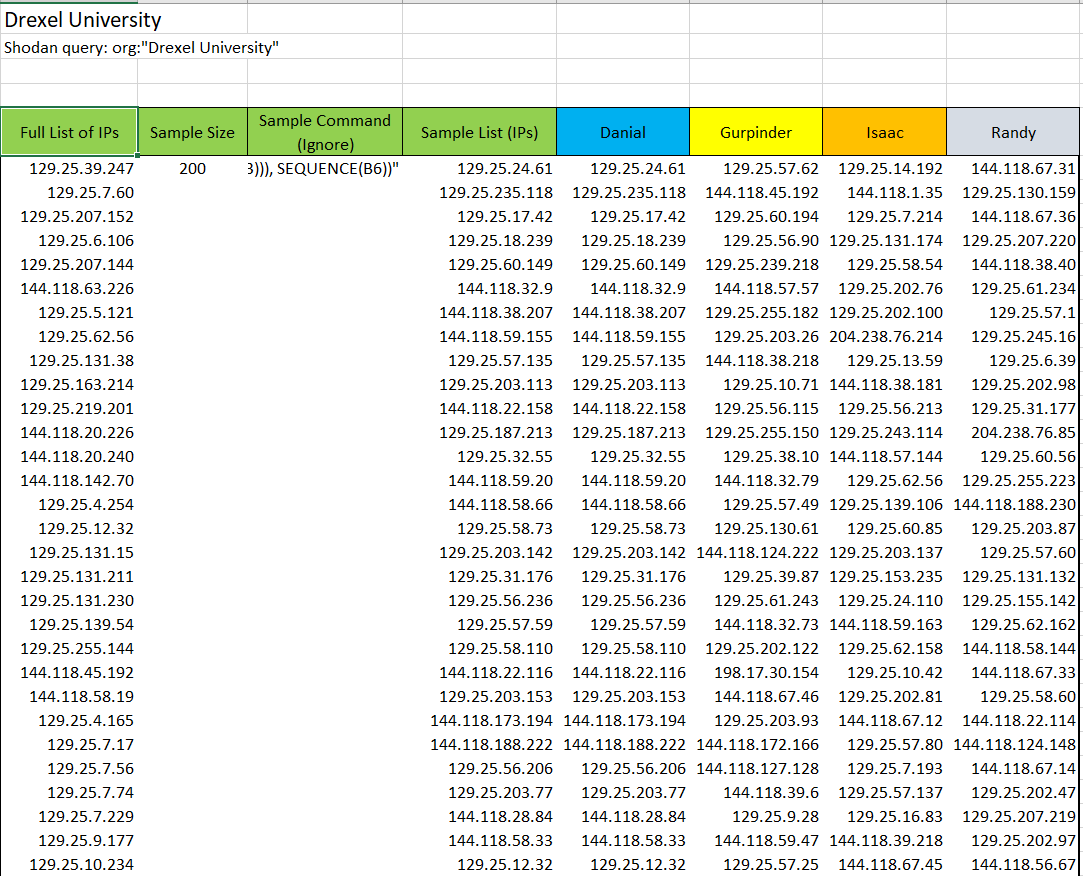 Drexel University
Shodan query: org:"Drexel University"
Full List of IPs Sample Size Sample Command (Ignore) Sample List (IPs) Danial Gurpinder Isaac Randy
129.25.39.247 200 3))), SEQUENCE(B6))" 129.25.24.61 129.25.24.61 129.25.57.62 129.25.14.192 144.118.67.31
129.25.7.60 129.25.235.118 129.25.235.118 144.118.45.192 144.118.1.35 129.25.130.159
129.25.207.152 129.25.17.42 129.25.17.42 129.25.60.194 129.25.7.214 144.118.67.36
129.25.6.106 129.25.18.239 129.25.18.239 129.25.56.90 129.25.131.174 129.25.207.220
129.25.207.144 129.25.60.149 129.25.60.149 129.25.239.218 129.25.58.54 144.118.38.40
144.118.63.226 144.118.32.9 144.118.32.9 144.118.57.57 129.25.202.76 129.25.61.234
129.25.5.121 144.118.38.207 144.118.38.207 129.25.255.182 129.25.202.100 129.25.57.1
129.25.62.56 144.118.59.155 144.118.59.155 129.25.203.26 204.238.76.214 129.25.245.16
129.25.131.38 129.25.57.135 129.25.57.135 144.118.38.218 129.25.13.59 129.25.6.39
129.25.163.214 129.25.203.113 129.25.203.113 129.25.10.71 144.118.38.181 129.25.202.98
129.25.219.201 144.118.22.158 144.118.22.158 129.25.56.115 129.25.56.213 129.25.31.177
144.118.20.226 129.25.187.213 129.25.187.213 129.25.255.150 129.25.243.114 204.238.76.85
144.118.20.240 129.25.32.55 129.25.32.55 129.25.38.10 144.118.57.144 129.25.60.56
144.118.142.70 144.118.59.20 144.118.59.20 144.118.32.79 129.25.62.56 129.25.255.223
129.25.4.254 144.118.58.66 144.118.58.66 129.25.57.49 129.25.139.106 144.118.188.230
129.25.12.32 129.25.58.73 129.25.58.73 129.25.130.61 129.25.60.85 129.25.203.87
129.25.131.15 129.25.203.142 129.25.203.142 144.118.124.222 129.25.203.137 129.25.57.60
129.25.131.211 129.25.31.176 129.25.31.176 129.25.39.87 129.25.153.235 129.25.131.132
129.25.131.230 129.25.56.236 129.25.56.236 129.25.61.243 129.25.24.110 129.25.155.142
129.25.139.54 129.25.57.59 129.25.57.59 144.118.32.73 144.118.59.163 129.25.62.162
129.25.255.144 129.25.58.110 129.25.58.110 129.25.202.122 129.25.62.158 144.118.58.144
144.118.45.192 144.118.22.116 144.118.22.116 198.17.30.154 129.25.10.42 144.118.67.33
144.118.58.19 129.25.203.153 129.25.203.153 144.118.67.46 129.25.202.81 129.25.58.60
129.25.4.165 144.118.173.194 144.118.173.194 129.25.203.93 144.118.67.12 144.118.22.114
129.25.7.17 144.118.188.222 144.118.188.222 144.118.172.166 129.25.57.80 144.118.124.148
129.25.7.56 129.25.56.206 129.25.56.206 144.118.127.128 129.25.7.193 144.118.67.14
129.25.7.74 129.25.203.77 129.25.203.77 144.118.39.6 129.25.57.137 129.25.202.47
129.25.7.229 144.118.28.84 144.118.28.84 129.25.9.28 129.25.16.83 129.25.207.219
129.25.9.177 144.118.58.33 144.118.58.33 144.118.59.47 144.118.39.218 129.25.202.97
129.25.10.234 129.25.12.32 129.25.12.32 129.25.57.25 144.118.67.45 144.118.56.67